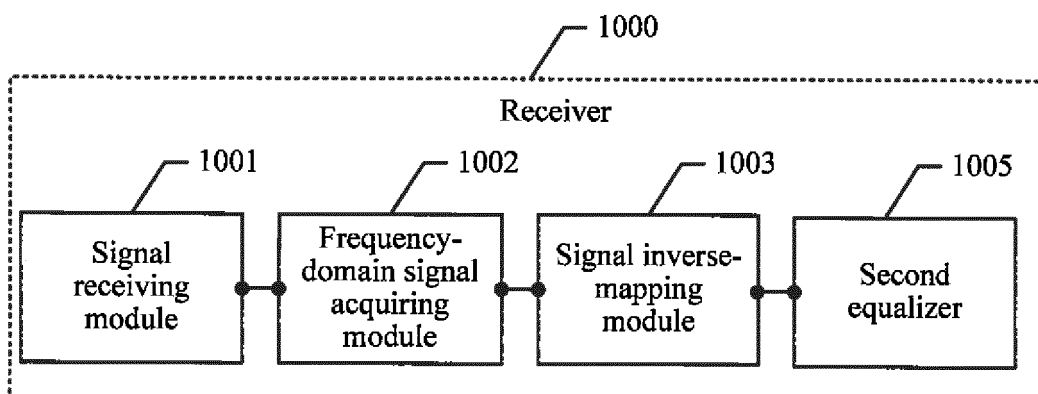 1000
Receiver
1001
1002
1003
1005
Signal
receiving
module
Frequency-
domain signal
acquiring
module
Signal inverse-
mapping
module
Second
equalizer